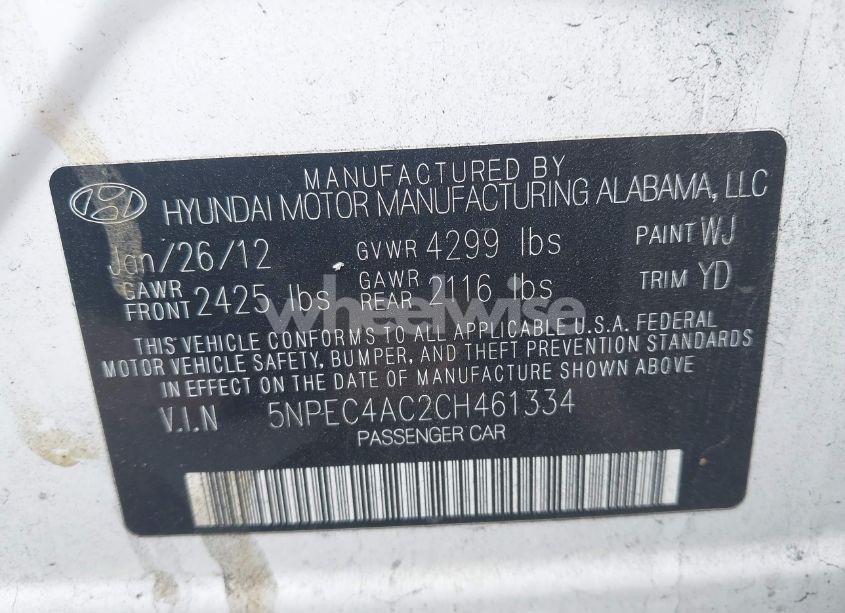 MANUFACTURED BY
HYUNDAI MOTOR MANUFACTURING ALABAMA, LLC
Jan/26/12 GVWR 4299 lbs PAINT WJ
GAWR FRONT 2425 lbs GAWR REAR 2116 lbs TRIM YD
wheelwise
THIS VEHICLE CONFORMS TO ALL APPLICABLE U.S.A. FEDERAL
MOTOR VEHICLE SAFETY, BUMPER, AND THEFT PREVENTION STANDARDS
IN EFFECT ON THE DATE OF MANUFACTURE SHOWN ABOVE
V.I.N 5NPEC4AC2CH461334
PASSENGER CAR